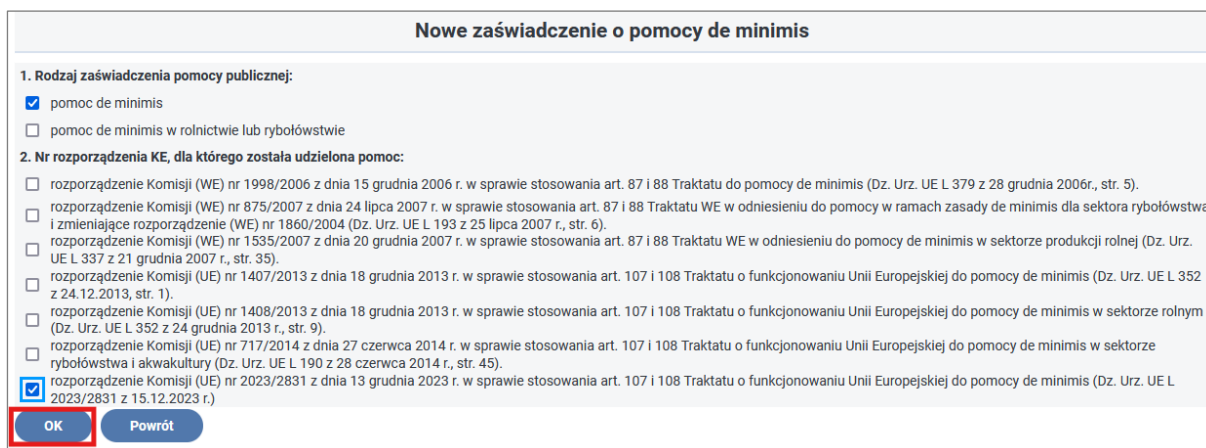 Nowe zaświadczenie o pomocy de minimis
1. Rodzaj zaświadczenia pomocy publicznej:
pomoc de minimis
pomoc de minimis w rolnictwie lub rybołówstwie
2. Nr rozporządzenia KE, dla którego została udzielona pomoc:
rozporządzenie Komisji (WE) nr 1998/2006 z dnia 15 grudnia 2006 r. w sprawie stosowania art. 87 i 88 Traktatu do pomocy de minimis (Dz. Urz. UE L 379 z 28 grudnia 2006r., str. 5).
rozporządzenie Komisji (WE) nr 875/2007 z dnia 24 lipca 2007 r. w sprawie stosowania art. 87 i 88 Traktatu WE w odniesieniu do pomocy w ramach zasady de minimis dla sektora rybołówstwa
i zmieniające rozporządzenie (WE) nr 1860/2004 (Dz. Urz. UE L 193 z 25 lipca 2007 r., str. 6).
rozporządzenie Komisji (WE) nr 1535/2007 z dnia 20 grudnia 2007 r. w sprawie stosowania art. 87 i 88 Traktatu WE w odniesieniu do pomocy de minimis w sektorze produkcji rolnej (Dz. Urz.
UE L 337 z 21 grudnia 2007 r., str. 35).
rozporządzenie Komisji (UE) nr 1407/2013 z dnia 18 grudnia 2013 r. w sprawie stosowania art. 107 i 108 Traktatu o funkcjonowaniu Unii Europejskiej do pomocy de minimis (Dz. Urz. UE L 352
z 24.12.2013, str. 1).
rozporządzenie Komisji (UE) nr 1408/2013 z dnia 18 grudnia 2013 r. w sprawie stosowania art. 107 i 108 Traktatu o funkcjonowaniu Unii Europejskiej do pomocy de minimis w sektorze rolnym
(Dz. Urz. UE L 352 z 24 grudnia 2013 r., str. 9).
rozporządzenie Komisji (UE) nr 717/2014 z dnia 27 czerwca 2014 r. w sprawie stosowania art. 107 i 108 Traktatu o funkcjonowaniu Unii Europejskiej do pomocy de minimis w sektorze
rybołówstwa i akwakultury (Dz. Urz. UE L 190 z 28 czerwca 2014 r., str. 45).
rozporządzenie Komisji (UE) nr 2023/2831 z dnia 13 grudnia 2023 r. w sprawie stosowania art. 107 i 108 Traktatu o funkcjonowaniu Unii Europejskiej do pomocy de minimis (Dz. Urz. UE L
2023/2831 z 15.12.2023 r.)
OK Powrót